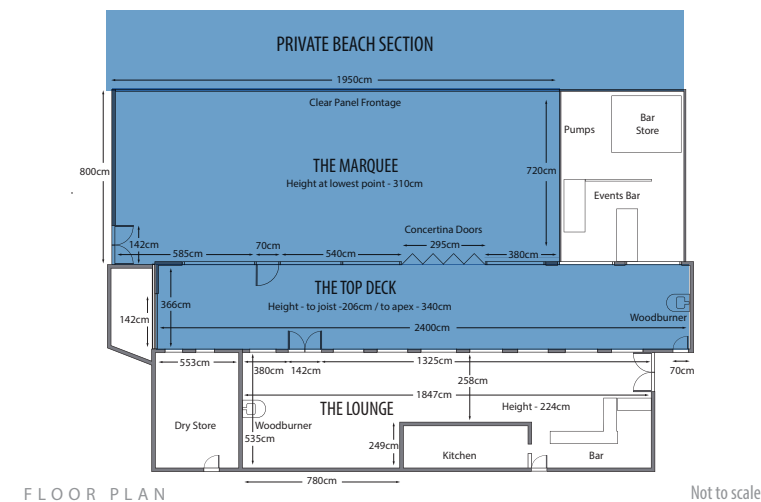 PRIVATE BEACH SECTION
1950cm
Clear Panel Frontage
Bar
Store
Pumps
THE MARQUEE
Height at lowest point - 310cm
800cm
720cm
Events Bar
Concertina Doors
142cm
585cm
70cm
540cm
295cm
380cm
THE TOP DECK
Height - to joist -206cm / to apex - 340cm
366cm
142cm
Woodburner
2400cm
553cm
380cm
142cm
1325cm
70cm
258cm
1847cm
THE LOUNGE
Height - 224cm
Dry Store
Woodburner
535cm
249cm
Kitchen
Bar
780cm
FLOOR PLAN
Not to scale